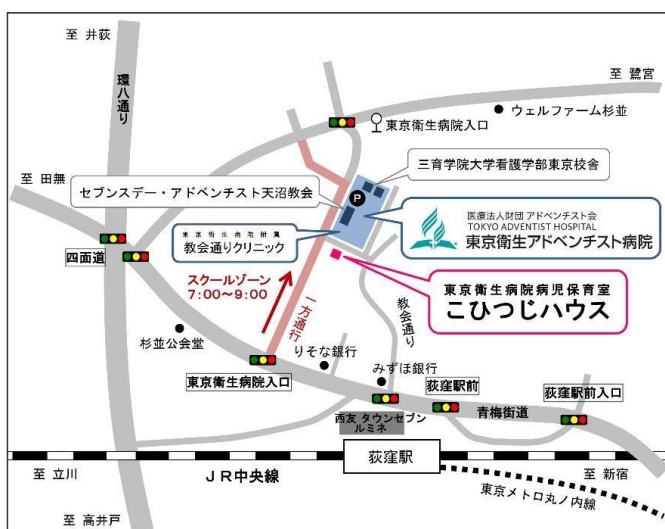 至 井荻
環八通り
至 鷺宮
ウェルファーム杉並
東京衛生病院入口
三育学院大学看護学部東京校舎
至 田無
セブンスデー・アドベンチスト天沼教会
P
医療法人財団 アドベンチスト会
TOKYO ADVENTIST HOSPITAL
東京衛生アドベンチスト病院
東京衛生病院附属
教会通りクリニック
四面道
スクールゾーン
7:00～9:00
一方通行
東京衛生病院病児保育室
こひつじハウス
教会通り
杉並公会堂
りそな銀行
みずほ銀行
東京衛生病院入口
荻窪駅前
荻窪駅前入口
西友 タウンセブン
ルミネ
青梅街道
荻窪駅
至 立川
JR中央線
至 新宿
東京メトロ丸ノ内線
至 高井戸